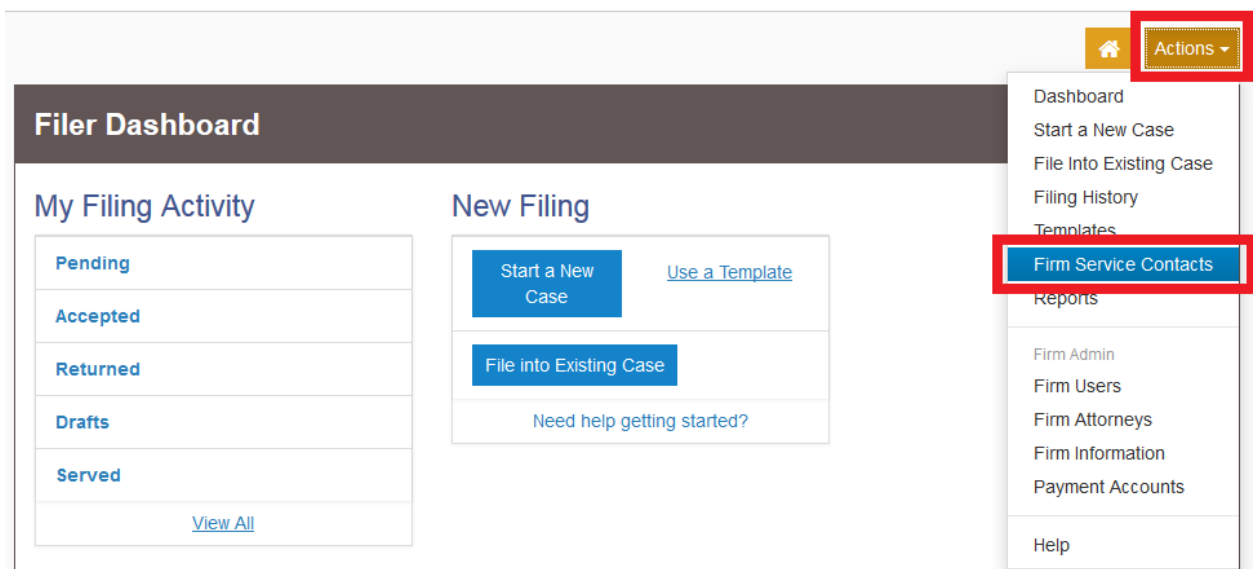 Actions
Filer Dashboard
My Filing Activity
Pending
Accepted
Returned
Drafts
Served
View All
New Filing
Start a New
Case
Use a Template
File into Existing Case
Need help getting started?
Dashboard
Start a New Case
File Into Existing Case
Filing History
Templates
Firm Service Contacts
Reports
Firm Admin
Firm Users
Firm Attorneys
Firm Information
Payment Accounts
Help